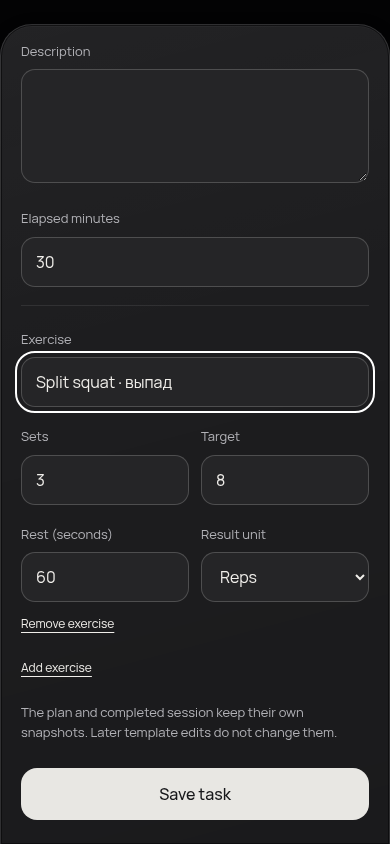 Description
Elapsed minutes
30
Exercise
Split squat · выпад
Sets
Target
3
8
Rest (seconds)
Result unit
60
Reps
Remove exercise
Add exercise
The plan and completed session keep their own
snapshots. Later template edits do not change them.
Save task